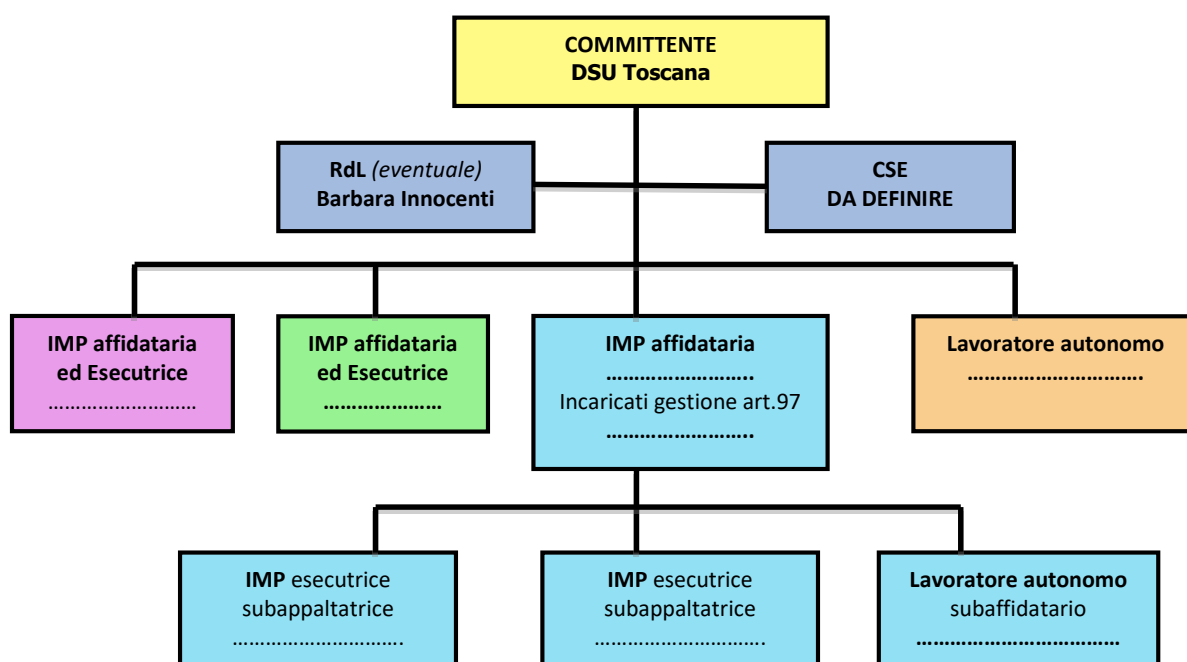 COMMITTENTE
DSU Toscana
RdL (eventuale)
Barbara Innocenti
CSE
DA DEFINIRE
IMP affidataria
ed Esecutrice
………………………
IMP affidataria
ed Esecutrice
…………………
IMP affidataria
……………………..
Incaricati gestione art.97
……………………..
Lavoratore autonomo
……………………….
IMP esecutrice
subappaltatrice
……………………….
IMP esecutrice
subappaltatrice
……………………….
Lavoratore autonomo
subaffidatario
………………………………